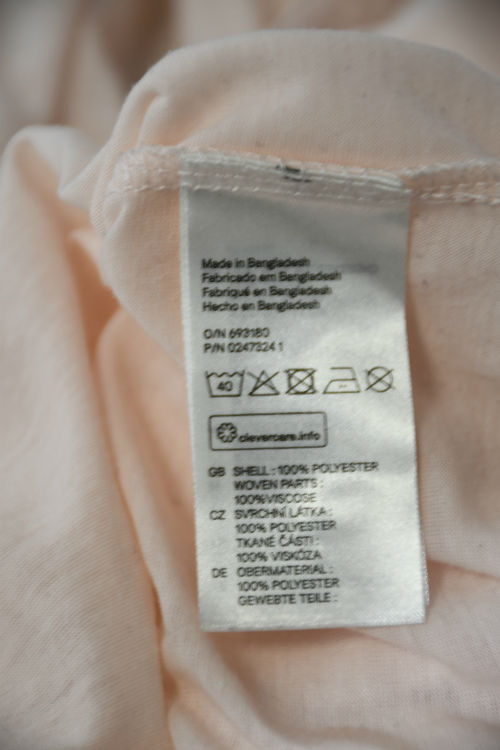 Made in Bangladesh
Fabricado em Bangladesh
Fabriqué en Bangladesh
Hecho en Bangladesh
O/N 693180
P/N 0247324 1
40
clevercare.info
GB SHELL: 100% POLYESTER
WOVEN PARTS:
100%VISCOSE
CZ SVRCHNÍ LÁTKA:
100% POLYESTER
TKANÉ ČÁSTI:
100% VISKÓZA
DE OBERMATERIAL:
100% POLYESTER
GEWEBTE TEILE: